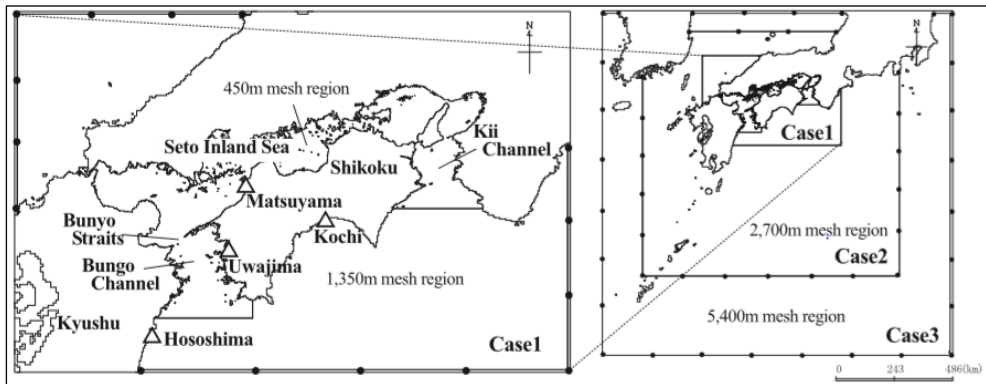 N
450m mesh region
Seto Inland Sea
Shikoku
Kii
Channel
Matsuyama
Kochi
Bunyo
Straits
Bungo
Channel
Uwajima
1,350m mesh region
Kyushu
Hososhima
Case1
N
Case1
2,700m mesh region
Case2
5,400m mesh region
Case3
0 243 486(km)